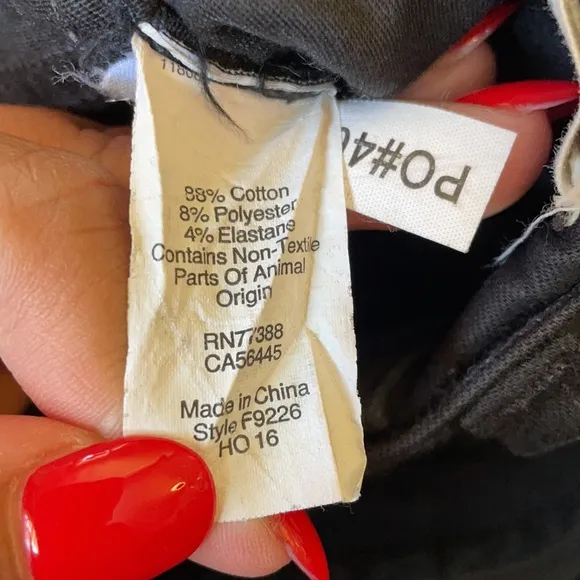 88% Cotton
8% Polyester
4% Elastane
Contains Non-Textile
Parts Of Animal
Origin
RN77388
CA56445
Made in China
Style F9226
HO 16
PO#40